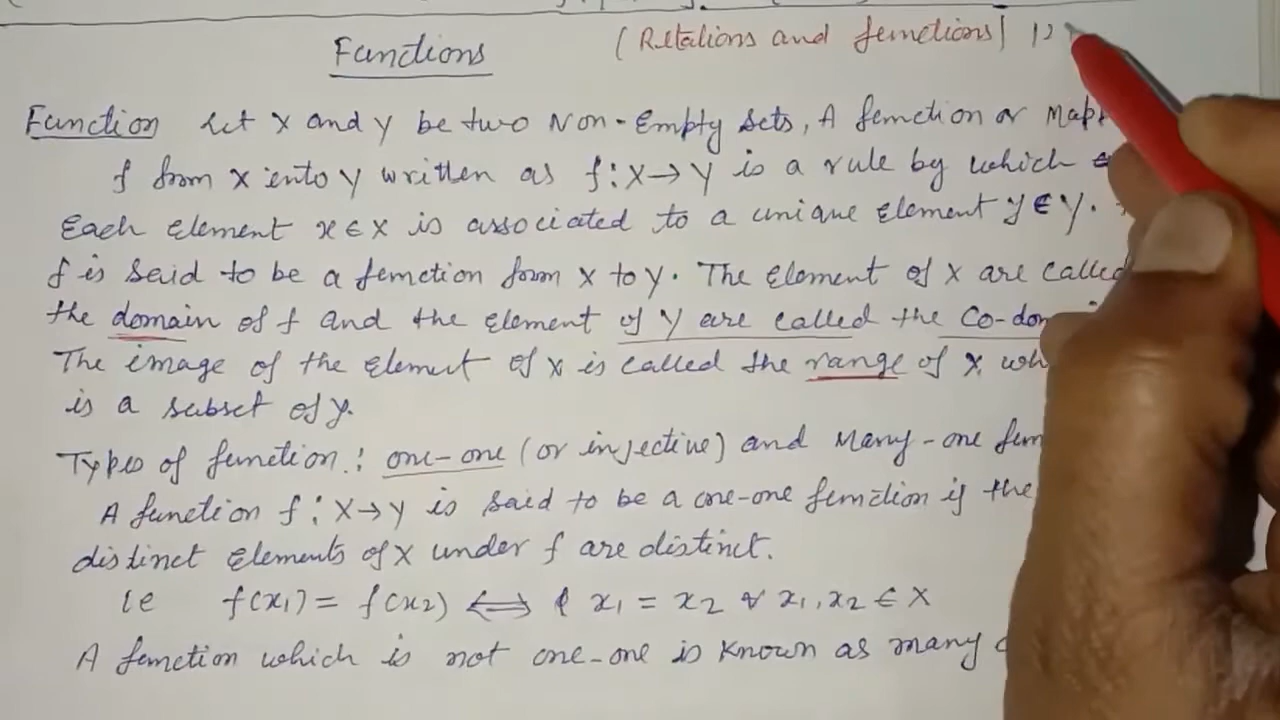 Functions (Relations and functions) 12
Function Let X and Y be two Non-Empty sets, A function or
f from X into Y written as f : X → Y is a rule by which
Each element x ∈ X is associated to a unique Element y ∈ Y.
f is said to be a function form X to Y. The Element of X are called
the domain of f and the Element of Y are called the
The image of the Element of X is called the range of X
is a subset of Y.
Types of function : one-one (or injective) and Many-one
A function f : X → Y is said to be a one-one function if the
distinct Elements of X under f are distinct.
ie f(x1) = f(x2) ⟺ x1 = x2 ∀ x1, x2 ∈ X
A function which is not one-one is known as many